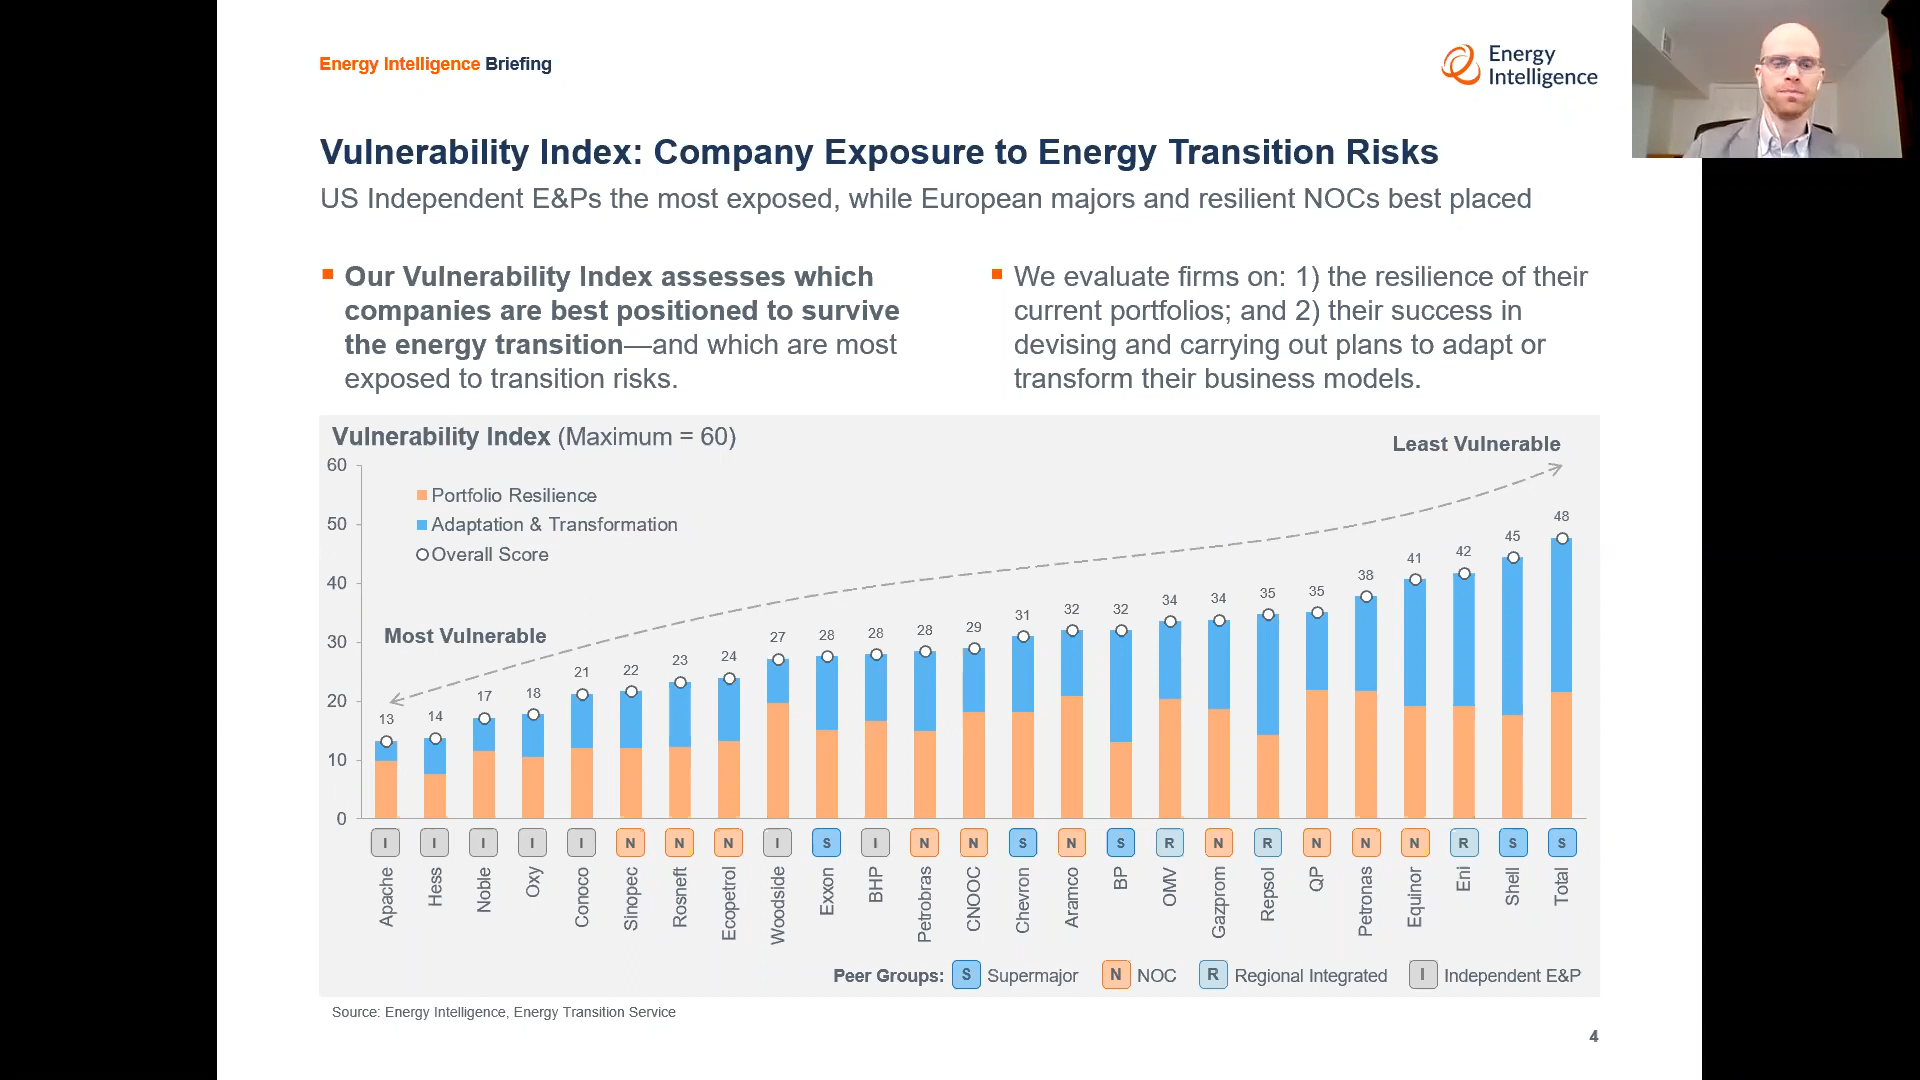 Energy Intelligence Briefing
Energy
Intelligence
Vulnerability Index: Company Exposure to Energy Transition Risks
US Independent E&Ps the most exposed, while European majors and resilient NOCs best placed
Our Vulnerability Index assesses which
companies are best positioned to survive
the energy transition—and which are most
exposed to transition risks.
We evaluate firms on: 1) the resilience of their
current portfolios; and 2) their success in
devising and carrying out plans to adapt or
transform their business models.
Vulnerability Index (Maximum = 60)
Least Vulnerable
60
50
40
30
20
10
0
Portfolio Resilience
Adaptation & Transformation
Overall Score
Most Vulnerable
13 14 17 18 21 22 23 24 27 28 28 28 29 31 32 32 34 34 35 35 38 41 42 45 48
I I I I I N N N I S I N N S N S R N R N N N R S S
Apache Hess Noble Oxy Conoco Sinopec Rosneft Ecopetrol Woodside Exxon BHP Petrobras CNOOC Chevron Aramco BP OMV Gazprom Repsol QP Petronas Equinor Eni Shell Total
Peer Groups: S Supermajor N NOC R Regional Integrated I Independent E&P
Source: Energy Intelligence, Energy Transition Service
4